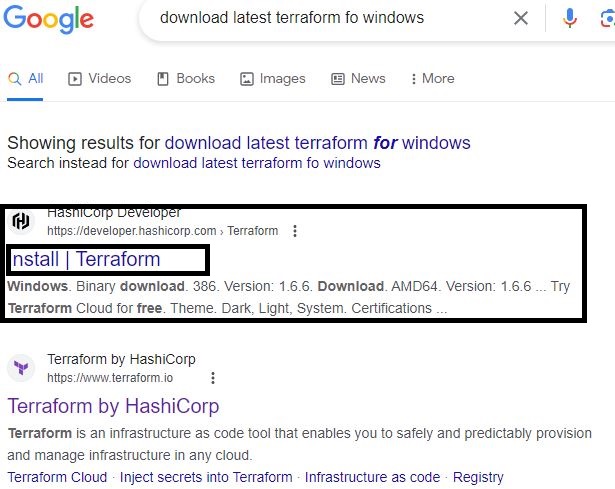 Google
download latest terraform fo windows
All Videos Books Images News More
Showing results for download latest terraform for windows
Search instead for download latest terraform fo windows
HashiCorp Developer
https://developer.hashicorp.com › Terraform
nstall | Terraform
Windows. Binary download. 386. Version: 1.6.6. Download. AMD64. Version: 1.6.6 ... Try
Terraform Cloud for free. Theme. Dark, Light, System. Certifications ...
Terraform by HashiCorp
https://www.terraform.io
Terraform by HashiCorp
Terraform is an infrastructure as code tool that enables you to safely and predictably provision
and manage infrastructure in any cloud.
Terraform Cloud · Inject secrets into Terraform · Infrastructure as code · Registry